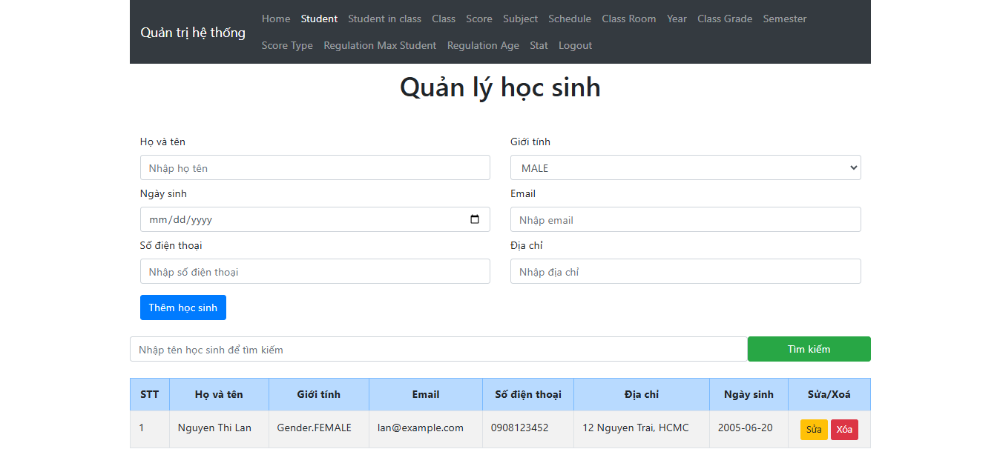 Quản trị hệ thống
Home Student Student in class Class Score Subject Schedule Class Room Year Class Grade Semester
Score Type Regulation Max Student Regulation Age Stat Logout
Quản lý học sinh
Họ và tên Giới tính
Nhập họ tên MALE
Ngày sinh Email
mm/dd/yyyy Nhập email
Số điện thoại Địa chỉ
Nhập số điện thoại Nhập địa chỉ
Thêm học sinh
Nhập tên học sinh để tìm kiếm Tìm kiếm
STT Họ và tên Giới tính Email Số điện thoại Địa chỉ Ngày sinh Sửa/Xoá
1 Nguyen Thi Lan Gender.FEMALE lan@example.com 0908123452 12 Nguyen Trai, HCMC 2005-06-20 Sửa Xóa